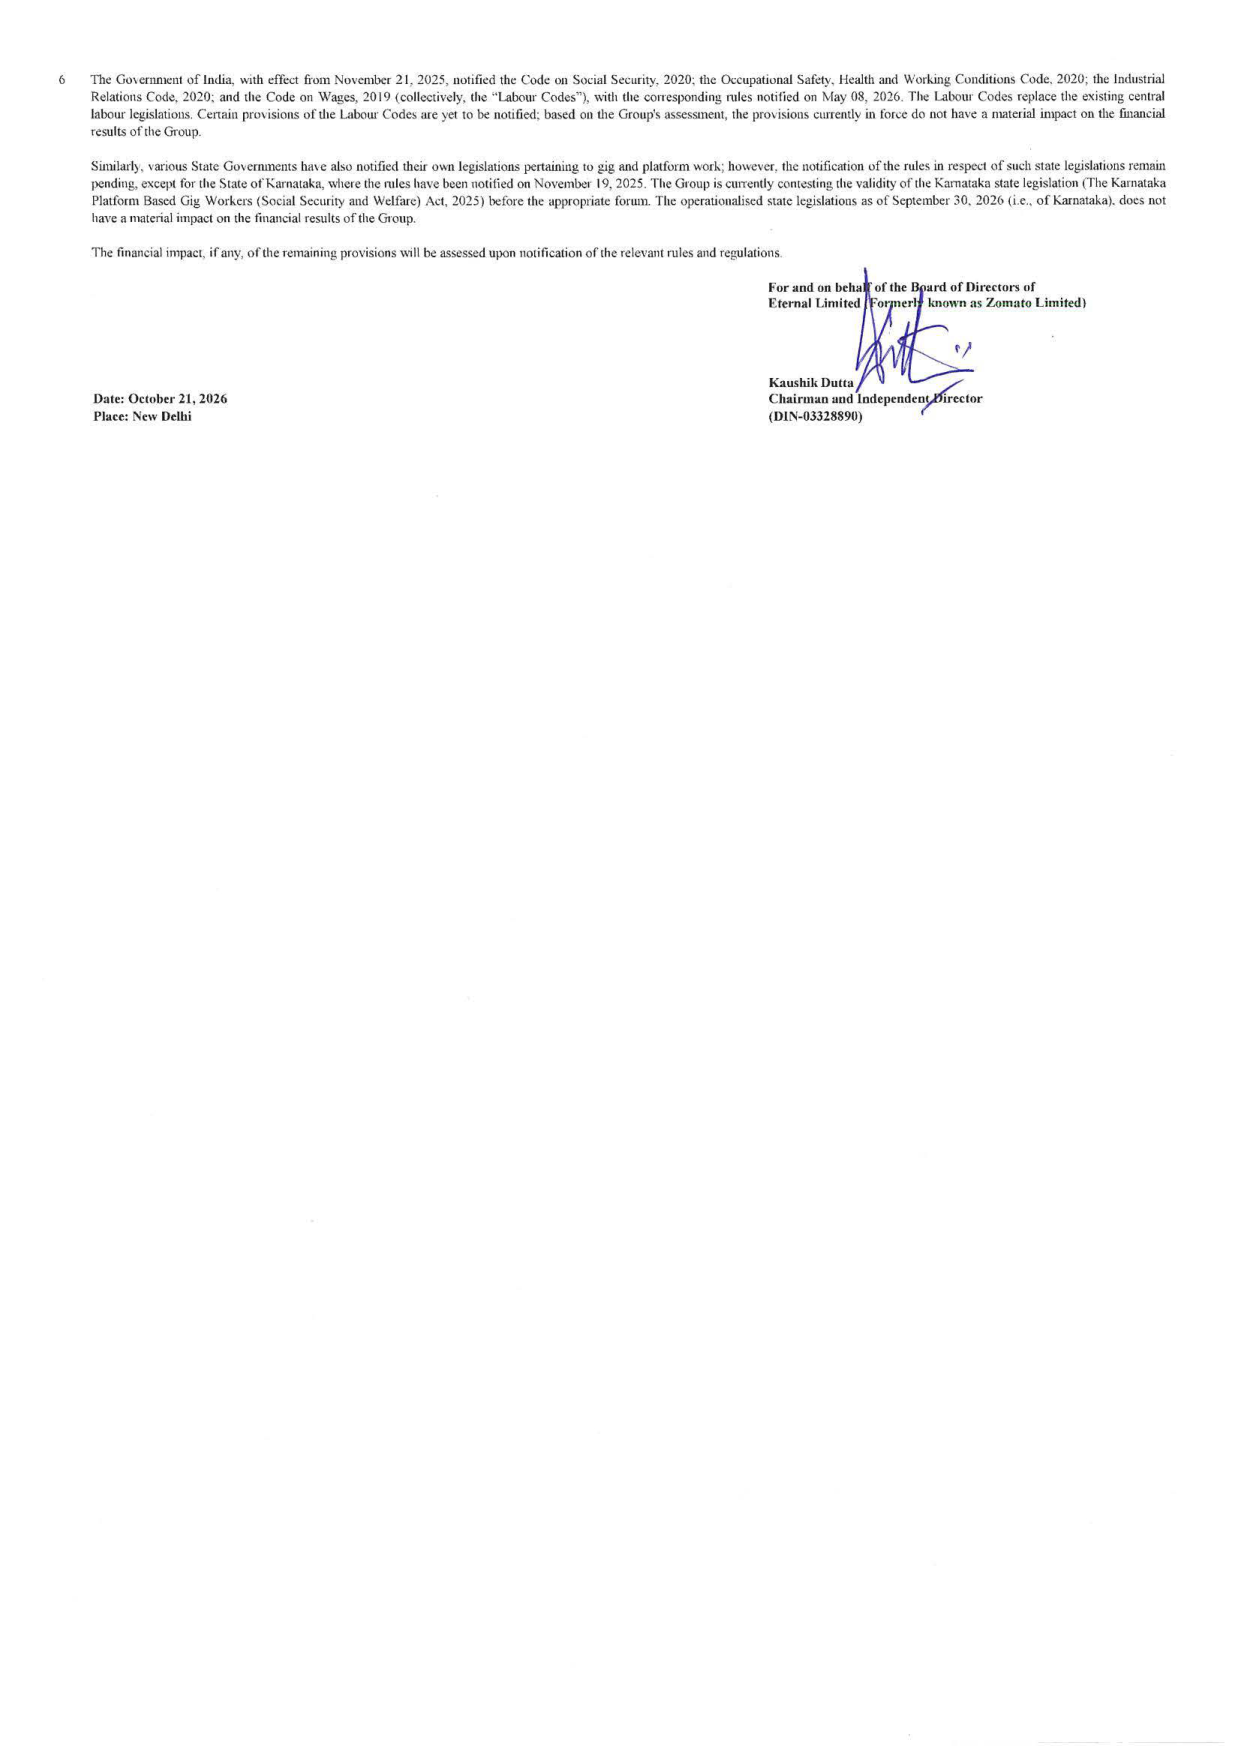 6 The Government of India, with effect from November 21, 2025, notified the Code on Social Security, 2020; the Occupational Safety, Health and Working Conditions Code, 2020; the Industrial
Relations Code, 2020; and the Code on Wages, 2019 (collectively, the “Labour Codes”), with the corresponding rules notified on May 08, 2026. The Labour Codes replace the existing central
labour legislations. Certain provisions of the Labour Codes are yet to be notified; based on the Group's assessment, the provisions currently in force do not have a material impact on the financial
results of the Group.
Similarly, various State Governments have also notified their own legislations pertaining to gig and platform work; however, the notification of the rules in respect of such state legislations remain
pending, except for the State of Karnataka, where the rules have been notified on November 19, 2025. The Group is currently contesting the validity of the Karnataka state legislation (The Karnataka
Platform Based Gig Workers (Social Security and Welfare) Act, 2025) before the appropriate forum. The operationalised state legislations as of September 30, 2026 (i.e., of Karnataka), does not
have a material impact on the financial results of the Group.
The financial impact, if any, of the remaining provisions will be assessed upon notification of the relevant rules and regulations.
For and on behalf of the Board of Directors of
Eternal Limited (Formerly known as Zomato Limited)
Kaushik Dutta
Chairman and Independent Director
(DIN-03328890)
Date: October 21, 2026
Place: New Delhi